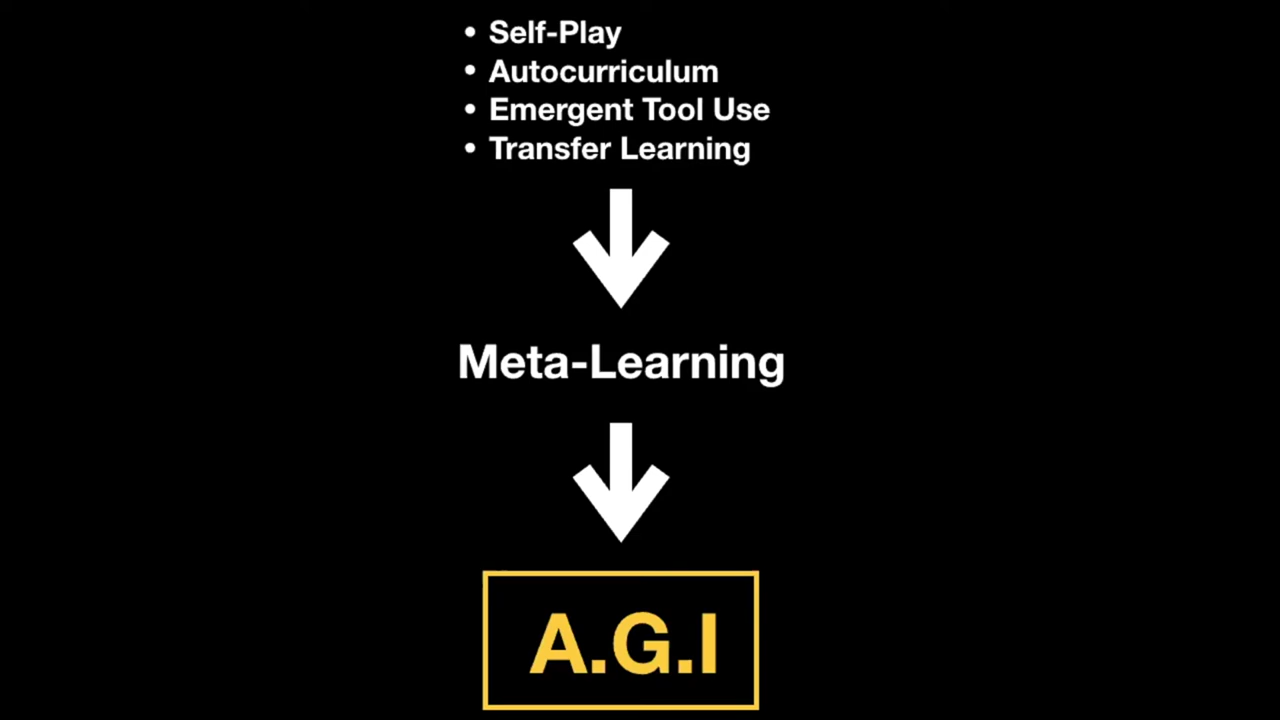 • Self-Play
• Autocurriculum
• Emergent Tool Use
• Transfer Learning
Meta-Learning
A.G.I